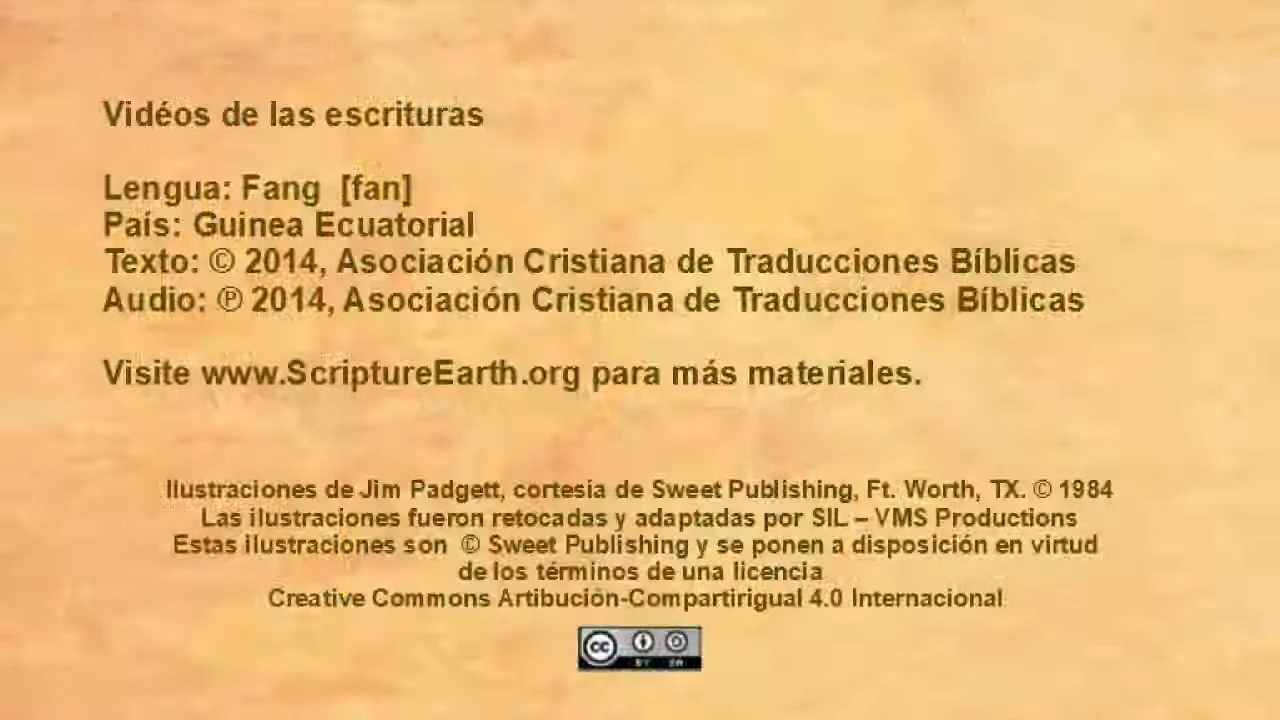 Vidéos de las escrituras
Lengua: Fang [fan]
País: Guinea Ecuatorial
Texto: © 2014, Asociación Cristiana de Traducciones Bíblicas
Audio: ℗ 2014, Asociación Cristiana de Traducciones Bíblicas
Visite www.ScriptureEarth.org para más materiales.
Ilustraciones de Jim Padgett, cortesia de Sweet Publishing, Ft. Worth, TX. © 1984
Las ilustraciones fueron retocadas y adaptadas por SIL – VMS Productions
Estas ilustraciones son © Sweet Publishing y se ponen a disposición en virtud
de los términos de una licencia
Creative Commons Artibución-Compartirigual 4.0 Internacional
cc BY SA